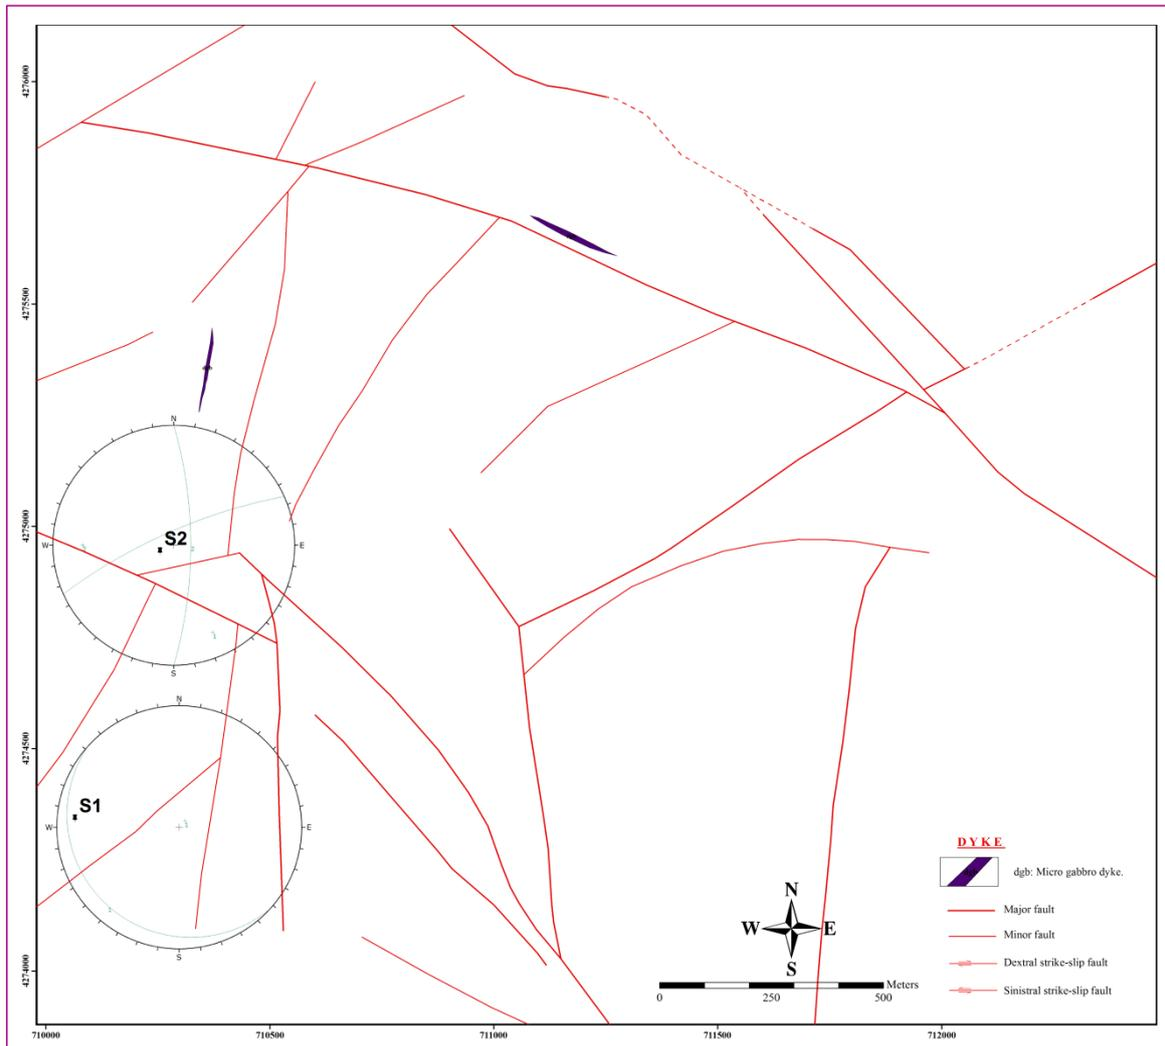 4276000
4275500
4275000
4274500
4274000
N
W
S2
E
S
N
W
S1
E
S
1
DYKE
dgb: Micro gabbro dyke.
Major fault
Minor fault
Dextral strike-slip fault
Sinistral strike-slip fault
N
W
E
S
Meters
0
250
500
710000
710500
711000
711500
712000